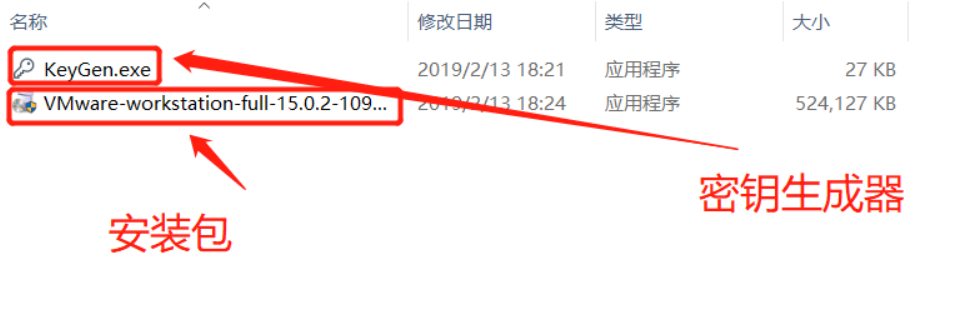 名称 修改日期 类型 大小
KeyGen.exe 2019/2/13 18:21 应用程序 27 KB
VMware-workstation-full-15.0.2-109... 2019/2/13 18:24 应用程序 524,127 KB
密钥生成器
安装包